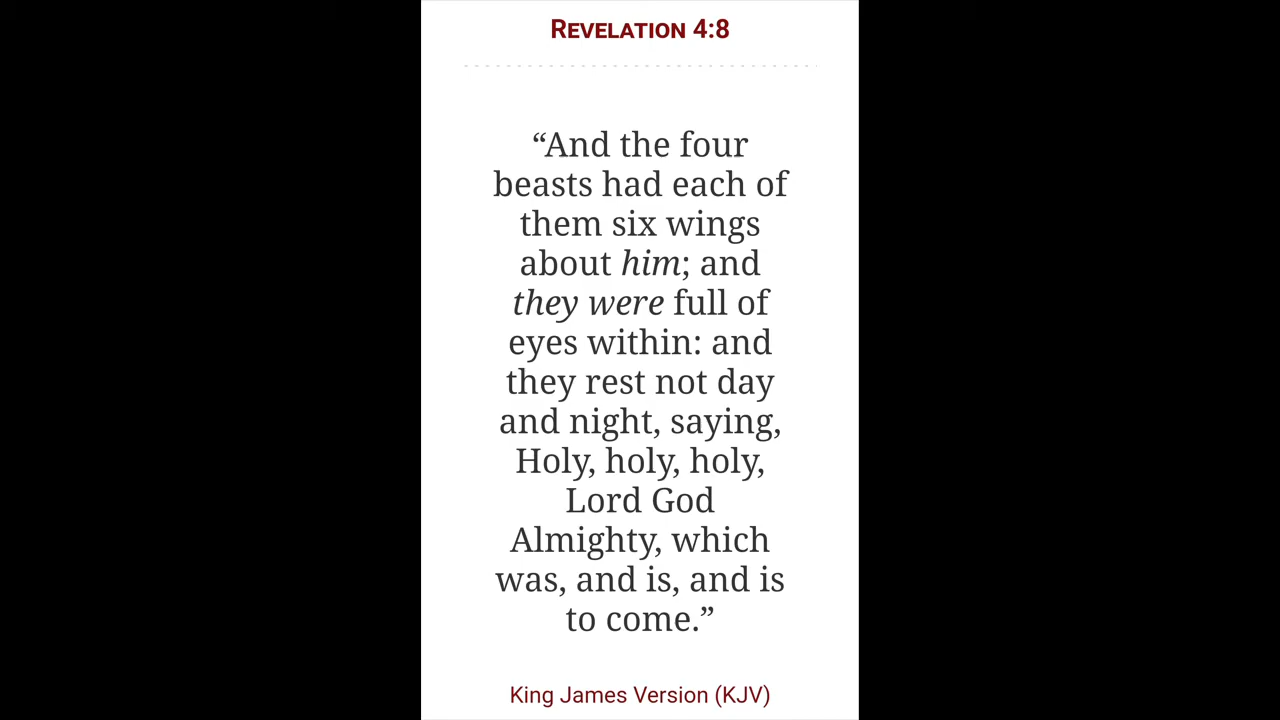 REVELATION 4:8
“And the four
beasts had each of
them six wings
about him; and
they were full of
eyes within: and
they rest not day
and night, saying,
Holy, holy, holy,
Lord God
Almighty, which
was, and is, and is
to come.”
King James Version (KJV)